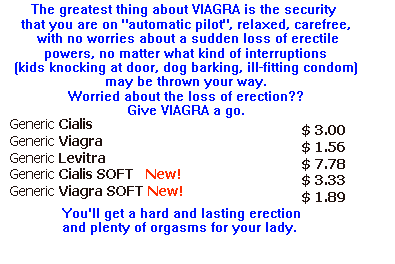 The greatest thing about VIAGRA is the security
that you are on "automatic pilot", relaxed, carefree,
with no worries about a sudden loss of erectile
powers, no matter what kind of interruptions
(kids knocking at door, dog barking, ill-fitting condom)
may be thrown your way.
Worried about the loss of erection??
Give VIAGRA a go.
Generic Cialis $ 3.00
Generic Viagra $ 1.56
Generic Levitra $ 7.78
Generic Cialis SOFT New! $ 3.33
Generic Viagra SOFT New! $ 1.89
You'll get a hard and lasting erection
and plenty of orgasms for your lady.